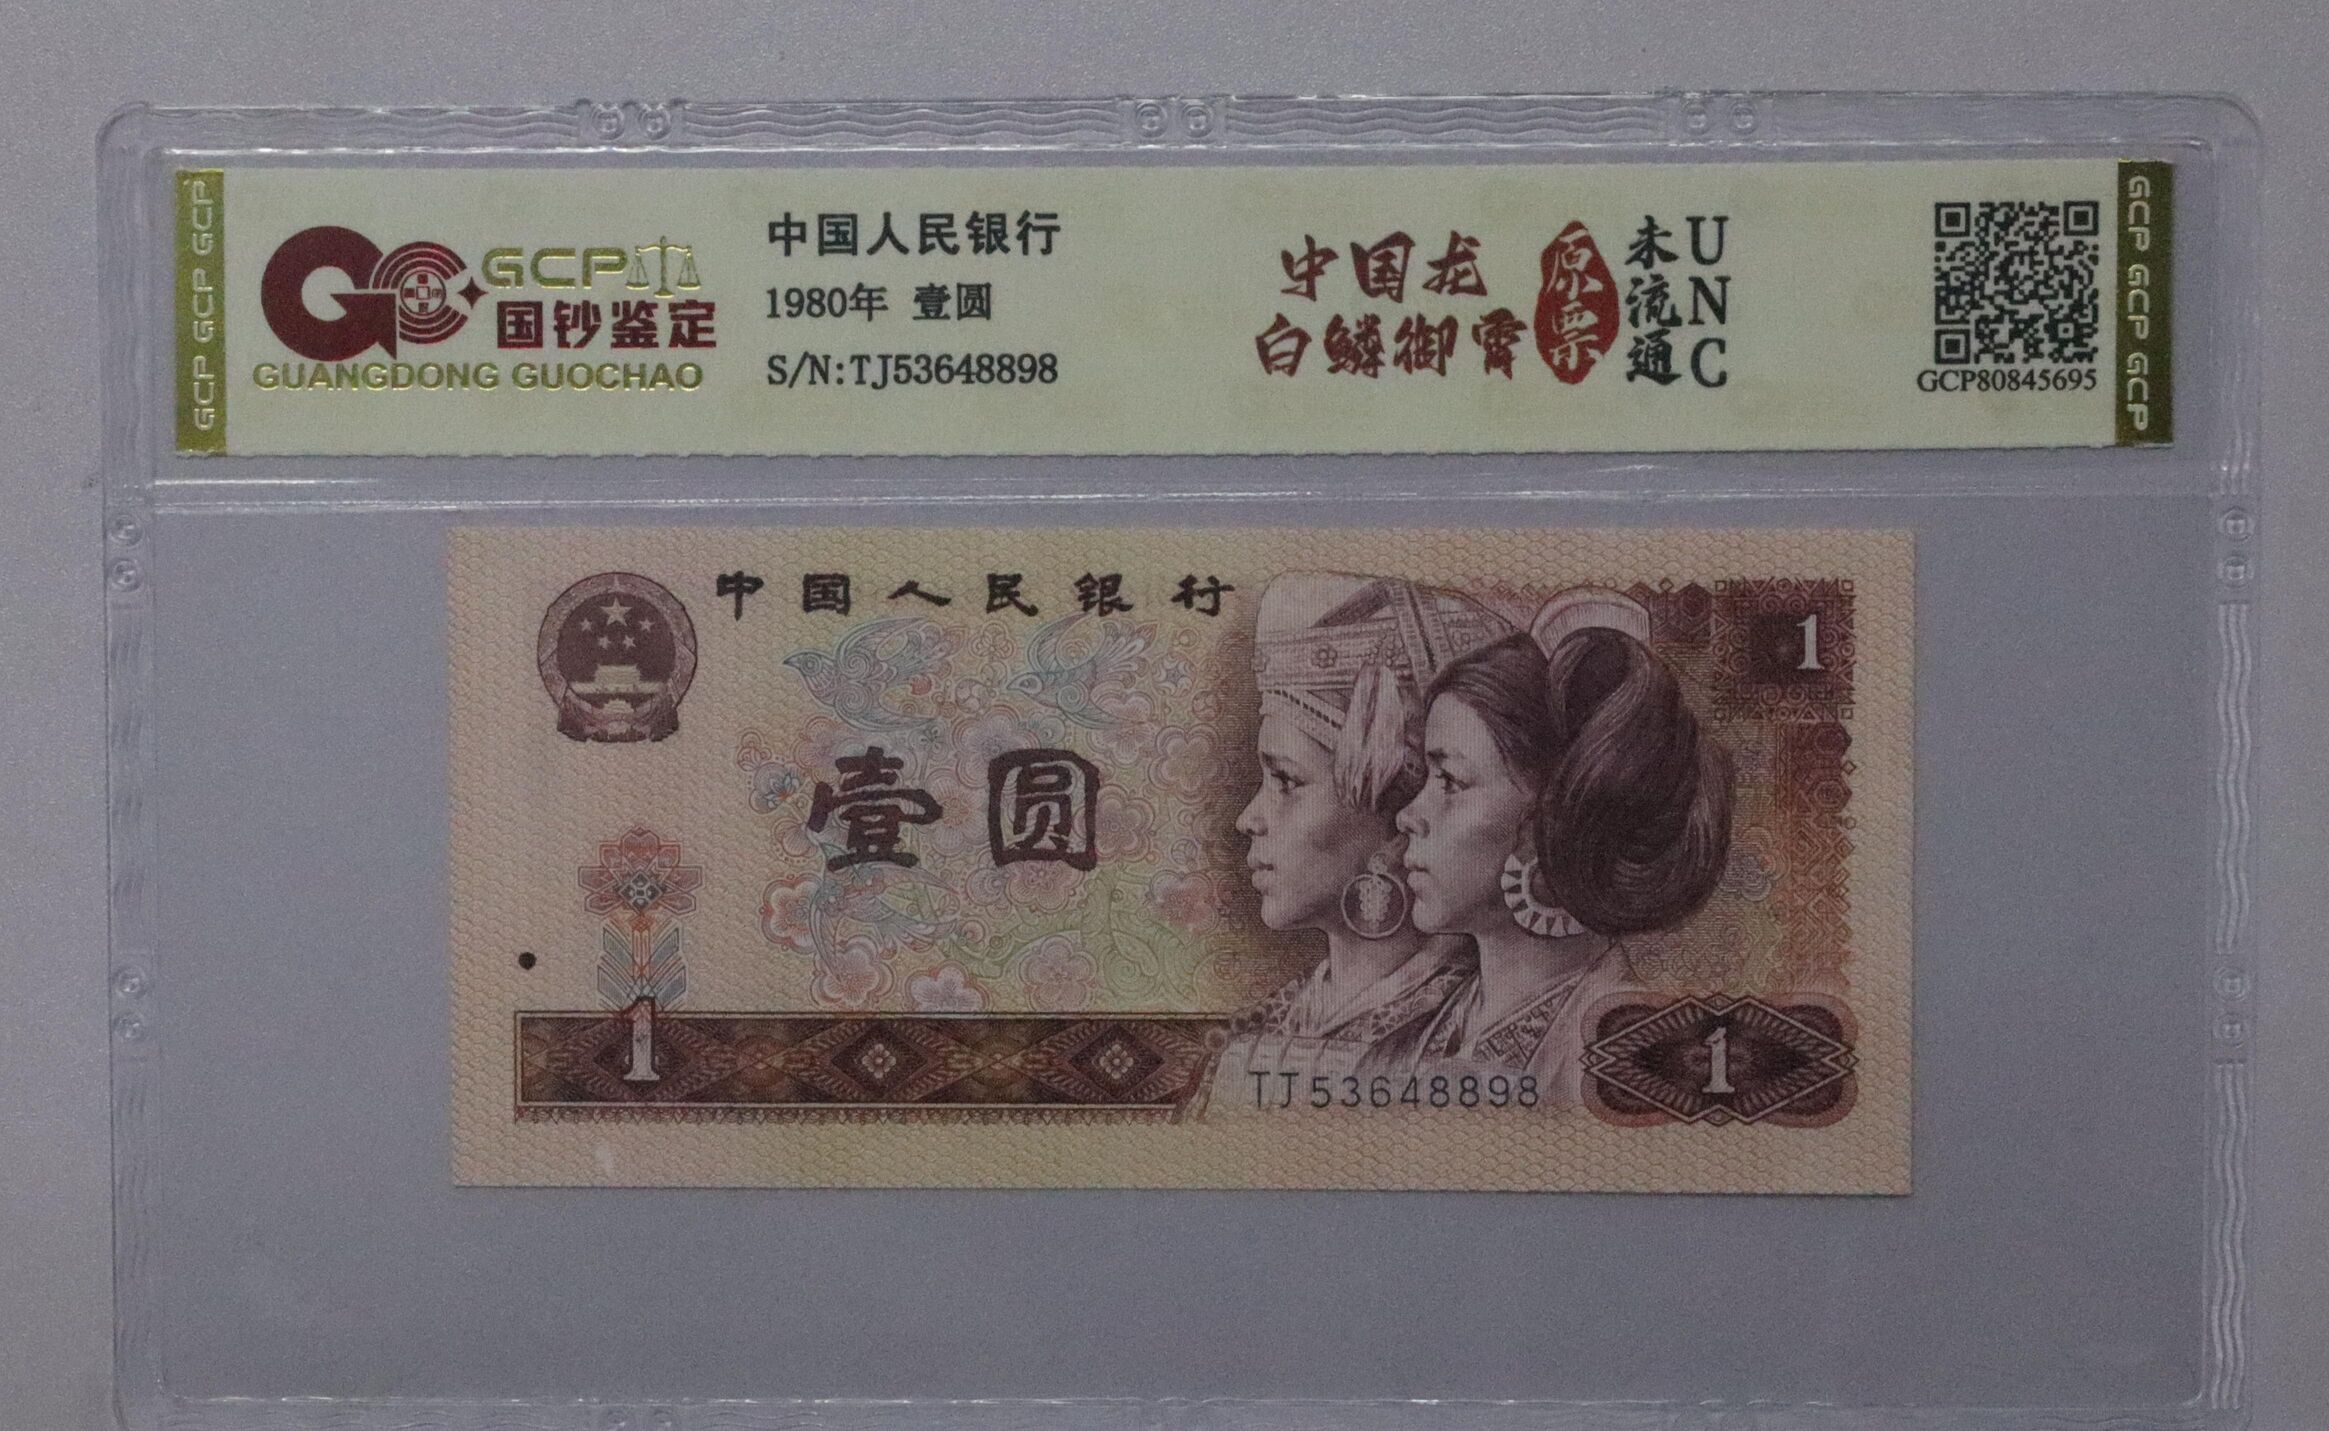 GCP GCP GCP
GCP
国钞鉴定
GUANGDONG GUOCHAO
中国人民银行
1980年 壹圆
S/N:TJ53648898
中国龙
白鳞御霄
原票
未流通
UNC
GCP80845695
GCP GCP GCP GCP
中国人民银行
1
壹圆
1
TJ53648898
1